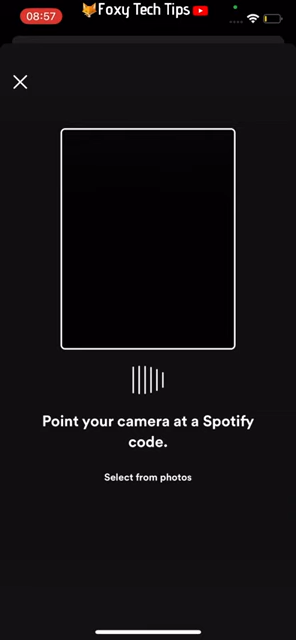 08:57
Foxy Tech Tips
Point your camera at a Spotify
code.
Select from photos